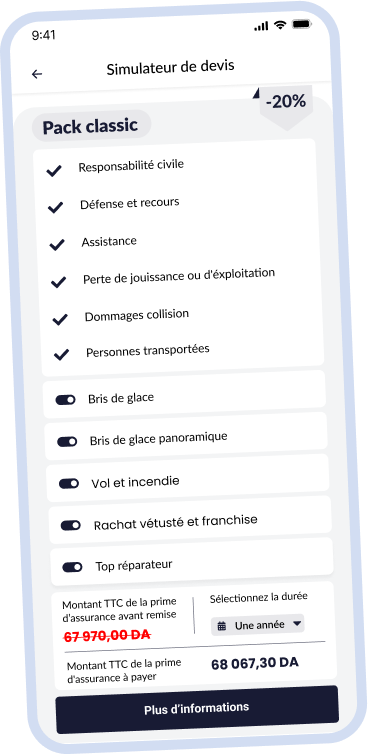 9:41
Simulateur de devis
-20%
Pack classic
Responsabilité civile
Défense et recours
Assistance
Perte de jouissance ou d'éxploitation
Dommages collision
Personnes transportées
Bris de glace
Bris de glace panoramique
Vol et incendie
Rachat vétusté et franchise
Top réparateur
Montant TTC de la prime
d'assurance avant remise
67 970,00 DA
Sélectionnez la durée
Une année
Montant TTC de la prime
d'assurance à payer
68 067,30 DA
Plus d'informations